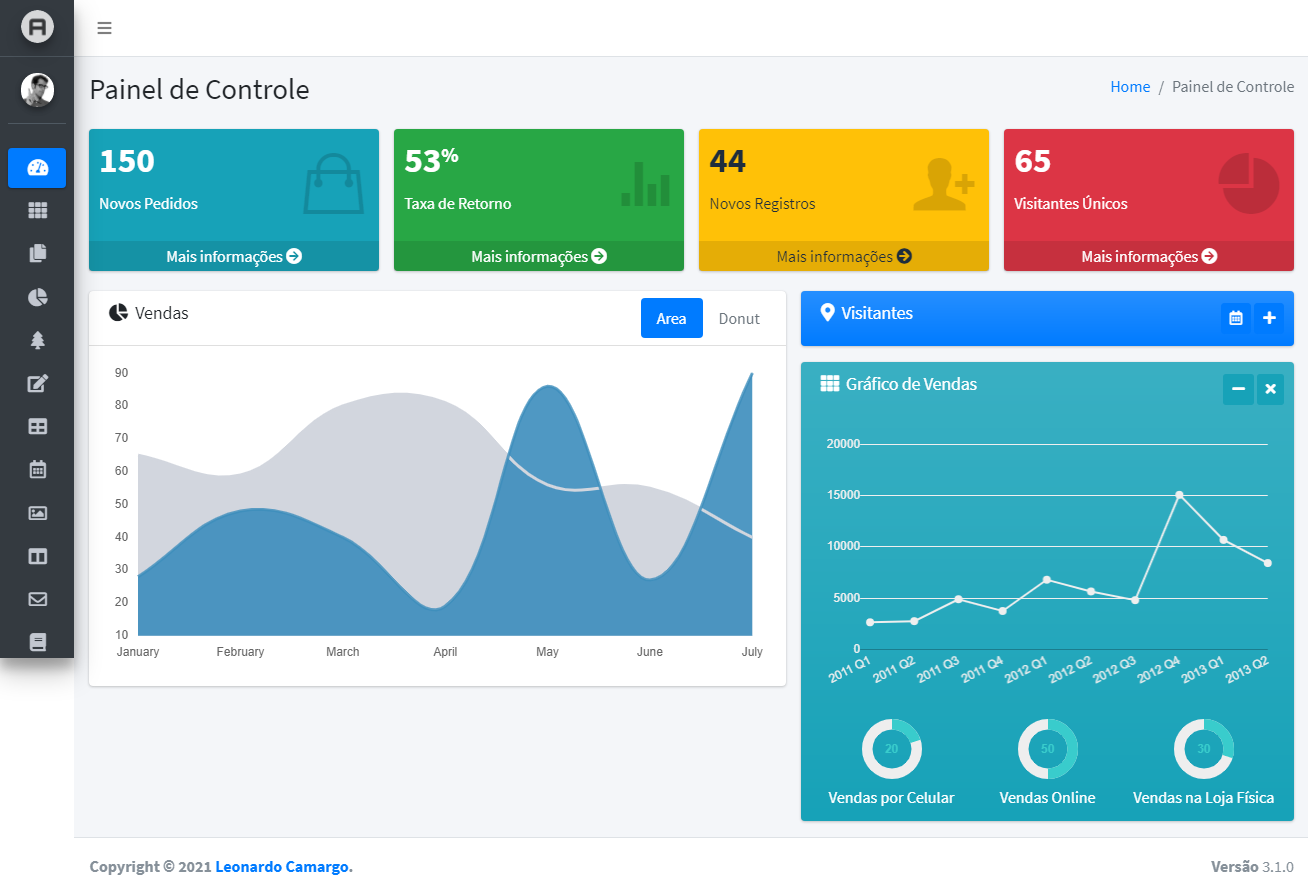 Painel de Controle
Home / Painel de Controle
150
Novos Pedidos
Mais informações
53%
Taxa de Retorno
Mais informações
44
Novos Registros
Mais informações
65
Visitantes Únicos
Mais informações
Vendas
Area
Donut
90
80
70
60
50
40
30
20
10
January February March April May June July
Visitantes
Gráfico de Vendas
20000
15000
10000
5000
0
2011 Q1 2011 Q2 2011 Q3 2011 Q4 2012 Q1 2012 Q2 2012 Q3 2012 Q4 2013 Q1 2013 Q2
20
Vendas por Celular
50
Vendas Online
30
Vendas na Loja Física
Copyright © 2021 Leonardo Camargo.
Versão 3.1.0